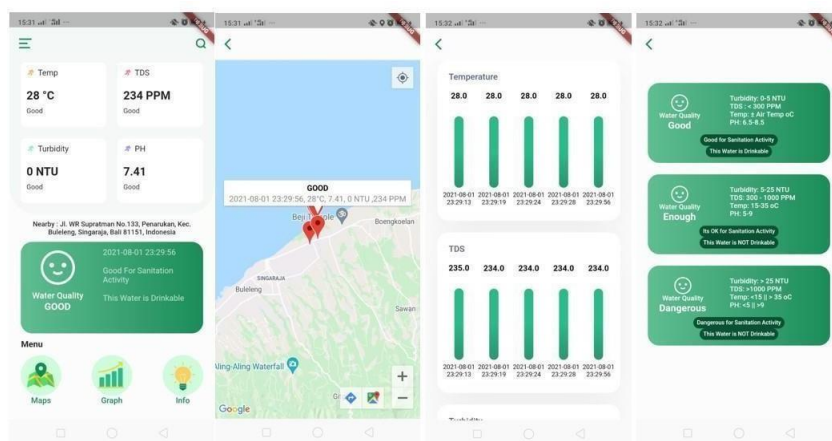 15:31
Temp
TDS
28 °C
234 PPM
Good
Good
Turbidity
PH
0 NTU
7.41
Good
Good
Nearby : Jl. WR Supratman No.133, Penarukan, Kec.
Buleleng, Singaraja, Bali 81151, Indonesia
2021-08-01 23:29:56
Good For Sanitation
Activity
This Water is Drinkable
Water Quality
GOOD
Menu
Maps
Graph
Info
15:31
GOOD
2021-08-01 23:29:56, 28°C, 7.41, 0 NTU ,234 PPM
Boengkoelan
SINGARAJA
Buleleng
Sawan
Aling-Aling Waterfall
Google
15:32
Temperature
28.0 28.0 28.0 28.0 28.0
2021-08-01 2021-08-01 2021-08-01 2021-08-01 2021-08-01
23:29:13 23:29:19 23:29:24 23:29:28 23:29:56
TDS
235.0 234.0 234.0 234.0 234.0
2021-08-01 2021-08-01 2021-08-01 2021-08-01 2021-08-01
23:29:13 23:29:19 23:29:24 23:29:28 23:29:56
15:32
Water Quality
Good
Turbidity: 0-5 NTU
TDS : < 300 PPM
Temp: ± Air Temp oC
PH: 6.5-8.5
Good for Sanitation Activity
This Water is Drinkable
Water Quality
Enough
Turbidity: 5-25 NTU
TDS: 300 - 1000 PPM
Temp: 15-35 oC
PH: 5-9
Its OK for Sanitation Activity
This Water is NOT Drinkable
Water Quality
Dangerous
Turbidity: > 25 NTU
TDS: >1000 PPM
Temp: <15 || > 35 oC
PH: <5 || >9
Dangerous for Sanitation Activity
This Water is NOT Drinkable